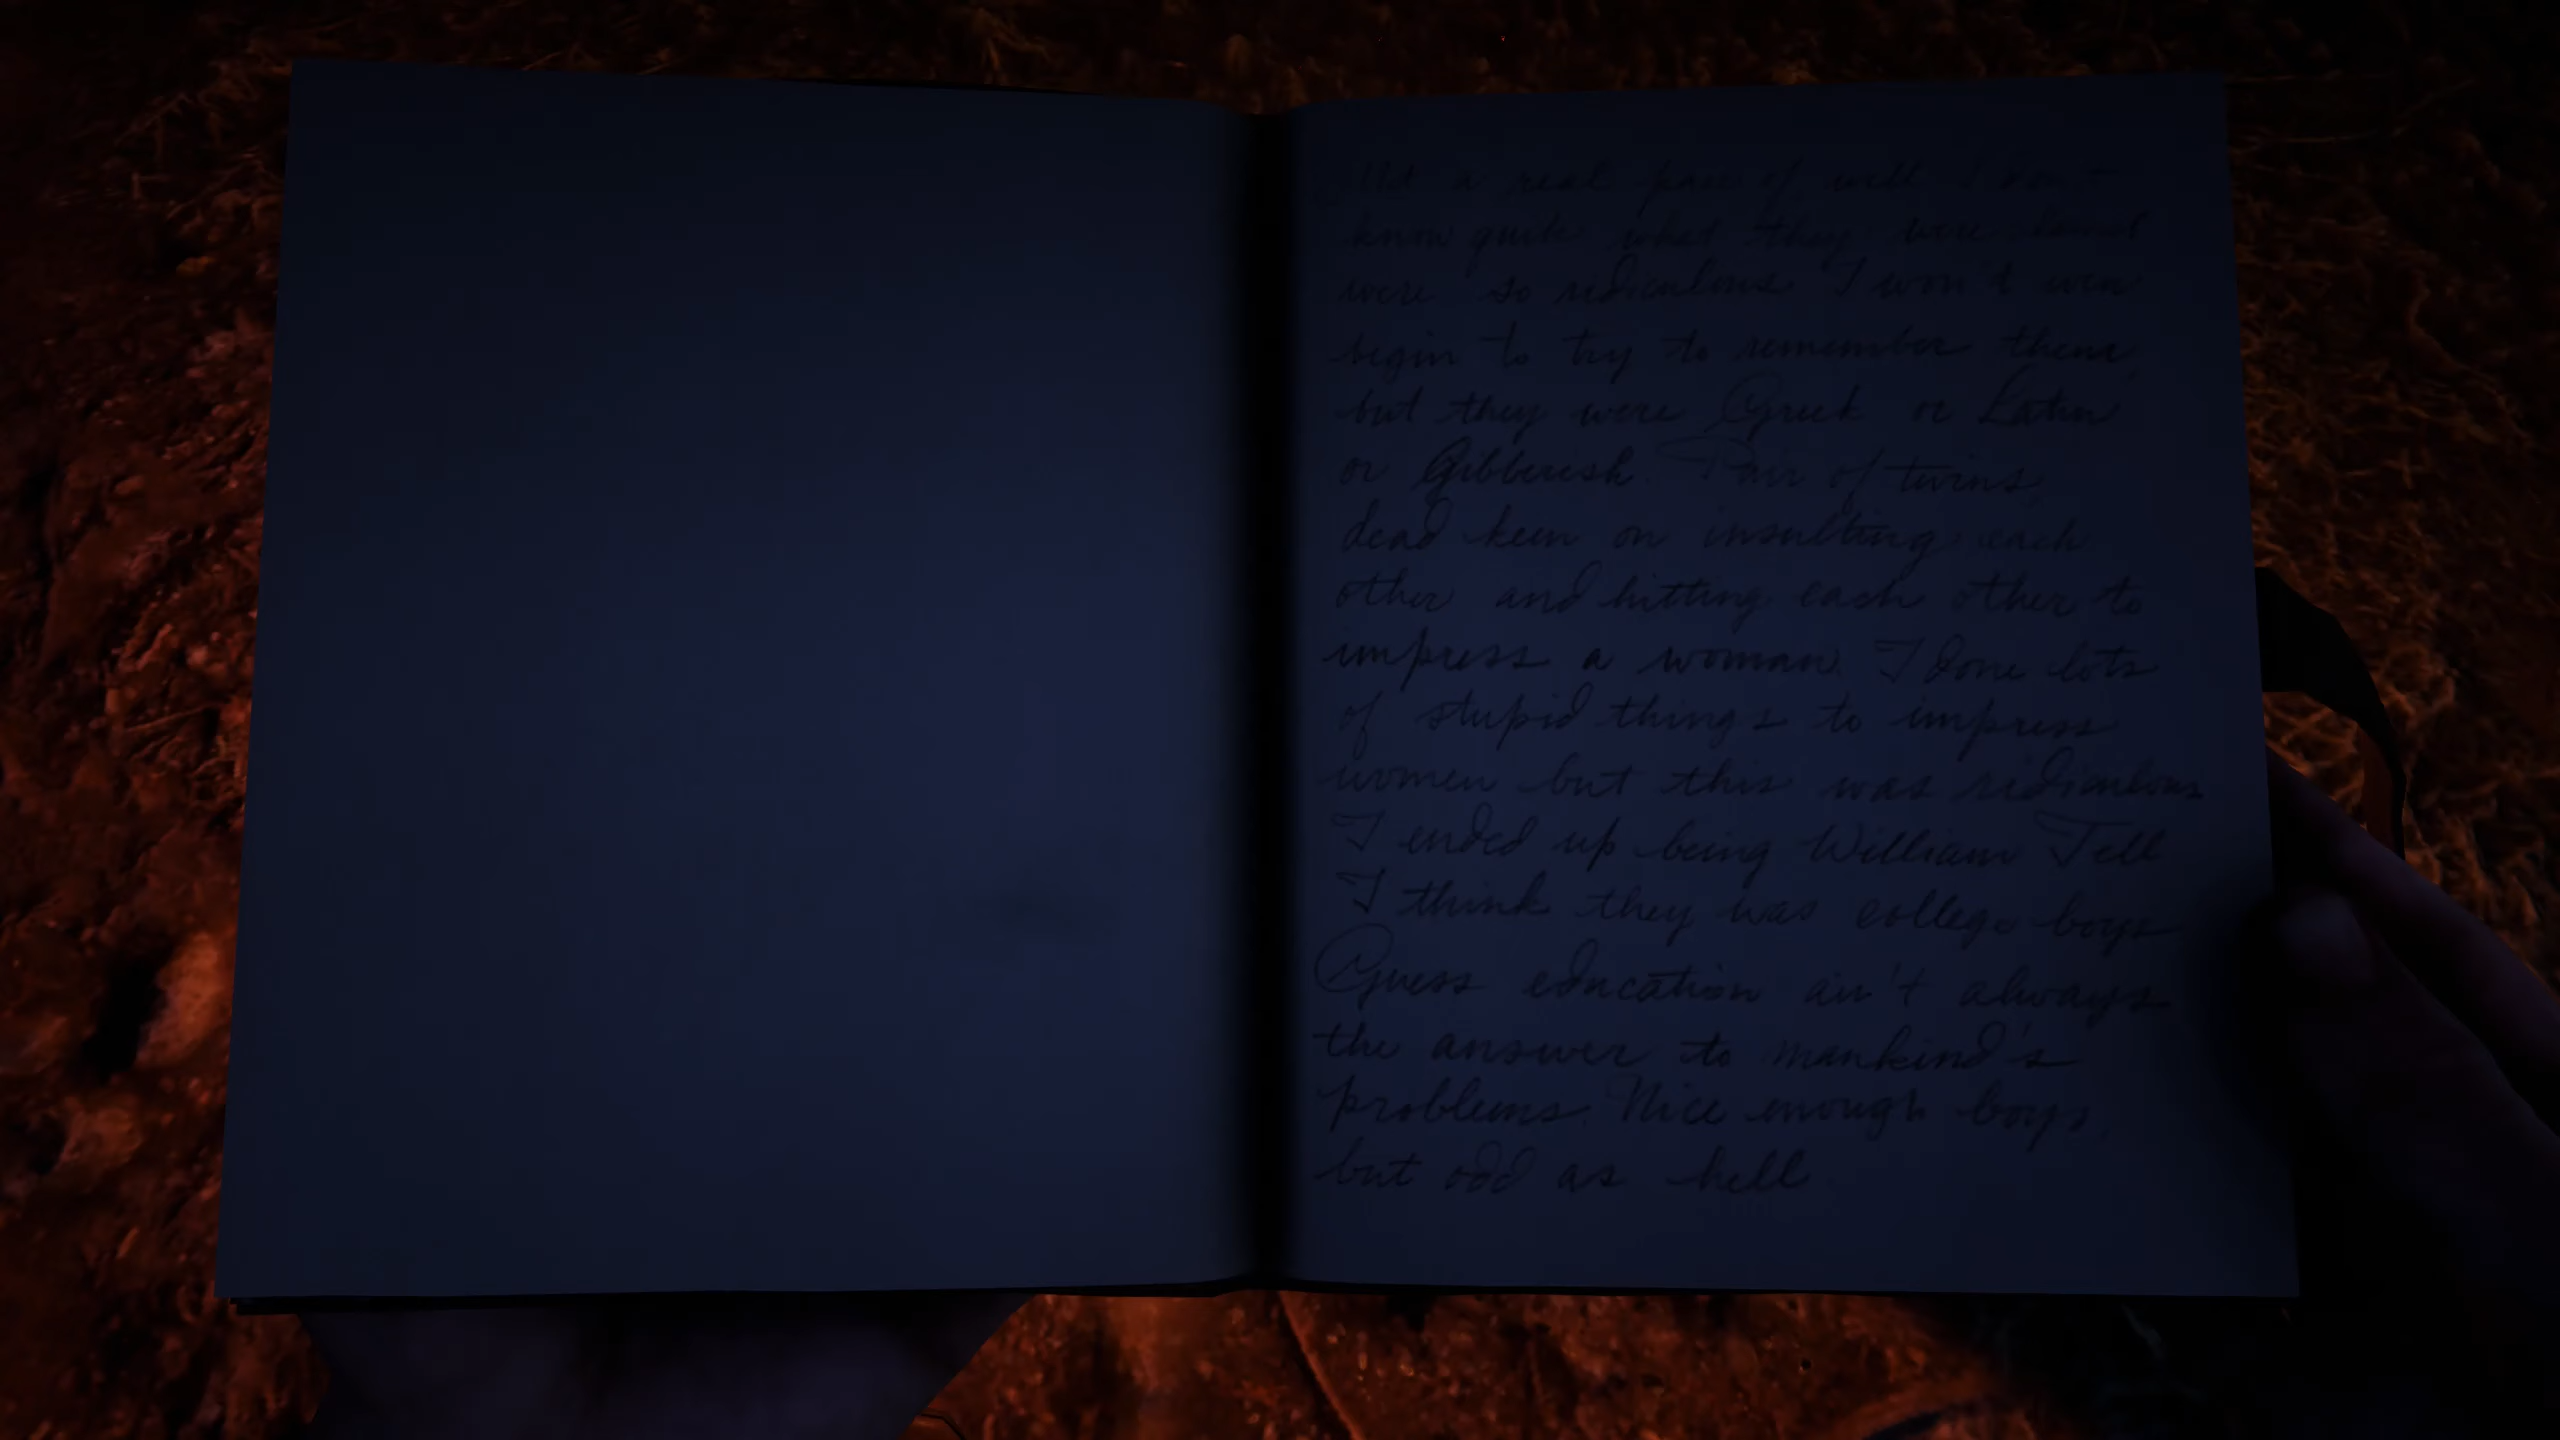 Met a real pair of well I don't
know quite what they were. Names
were so ridiculous I won't even
begin to try to remember them,
but they were Greek or Latin
or Gibberish. Pair of twins,
dead keen on insulting each
other and hitting each other to
impress a woman. I done lots
of stupid things to impress
women but this was ridiculous
I ended up being William Tell
I think they was college boys
Guess education ain't always
the answer to mankind's
problems. Nice enough boys,
but odd as hell